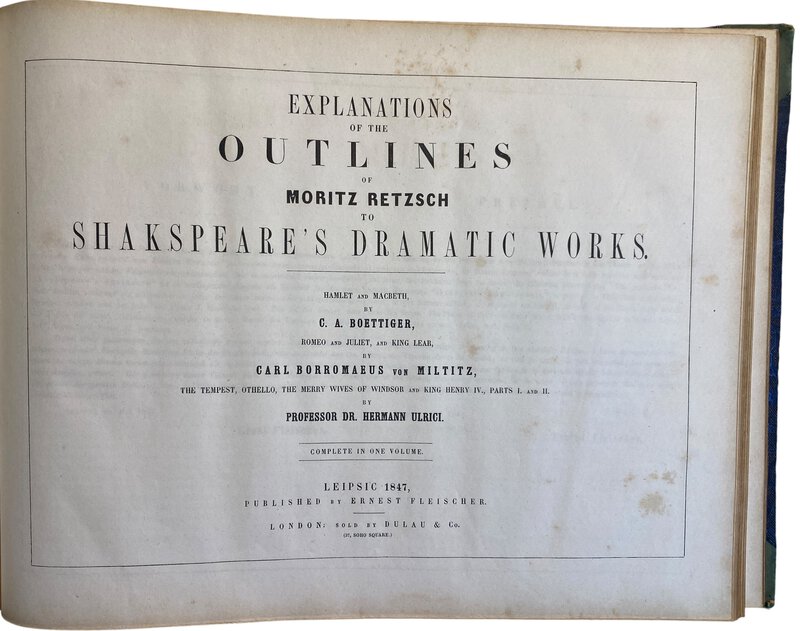 EXPLANATIONS
OF THE
OUTLINES
OF
MORITZ RETZSCH
TO
SHAKSPEARE'S DRAMATIC WORKS.
HAMLET AND MACBETH,
BY
C. A. BOETTIGER,
ROMEO AND JULIET, AND KING LEAR,
BY
CARL BORROMAEUS VON MILTITZ,
THE TEMPEST, OTHELLO, THE MERRY WIVES OF WINDSOR AND KING HENRY IV., PARTS I. AND II.
BY
PROFESSOR DR. HERMANN ULRICI.
COMPLETE IN ONE VOLUME.
LEIPSIC 1847,
PUBLISHED BY ERNEST FLEISCHER.
LONDON; SOLD BY DULAU & Co.
(37, SOHO SQUARE.)